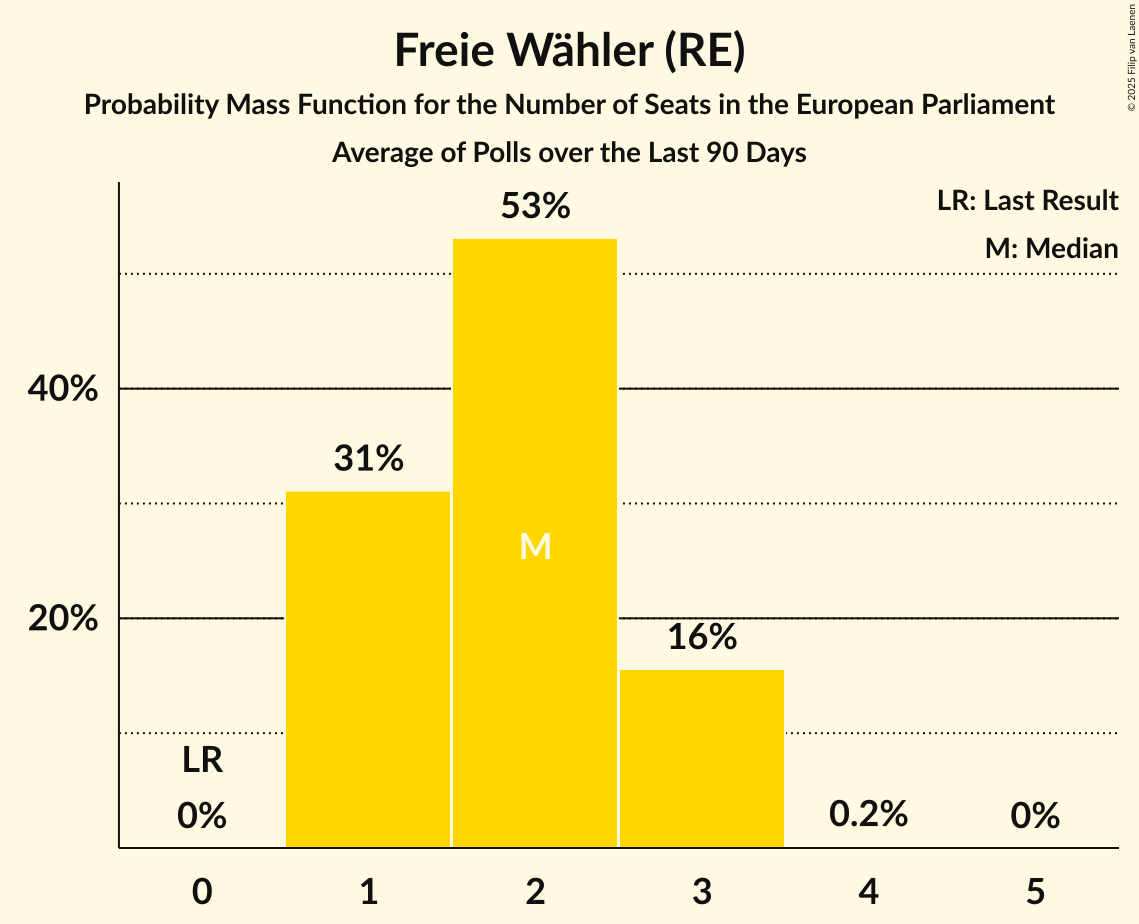 Freie Wähler (RE)
Probability Mass Function for the Number of Seats in the European Parliament
Average of Polls over the Last 90 Days
© 2025 Filip van Laenen
LR: Last Result
M: Median
53%
40%
31%
M
20%
16%
LR
0%
0.2%
0%
0 1 2 3 4 5